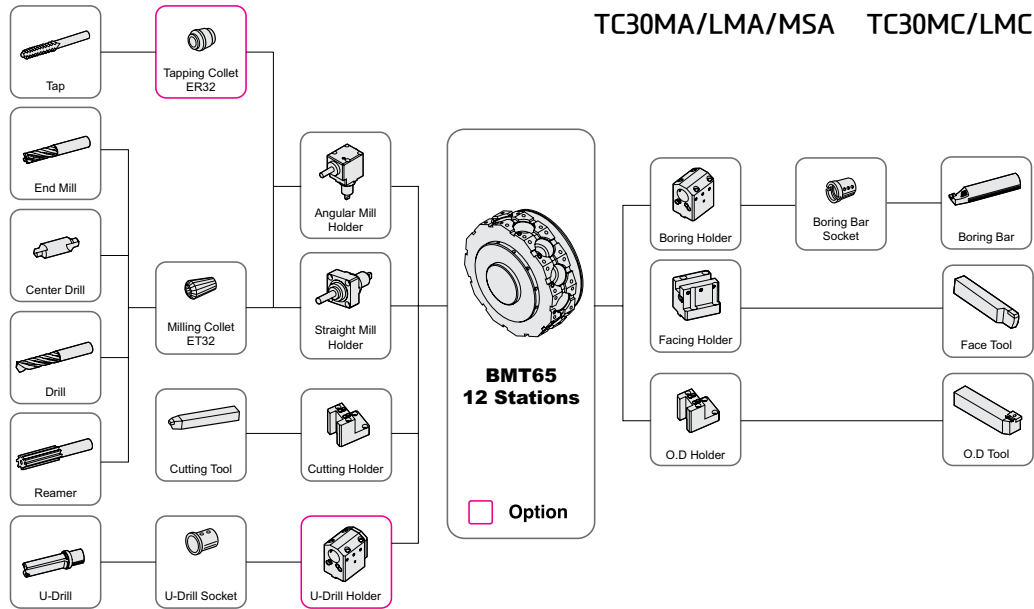 TC30MA/LMA/MSA TC30MC/LMC
Tap
Tapping Collet
ER32
End Mill
Center Drill
Drill
Reamer
U-Drill
Milling Collet
ET32
Cutting Tool
U-Drill Socket
Angular Mill
Holder
Straight Mill
Holder
Cutting Holder
U-Drill Holder
BMT65
12 Stations
Option
Boring Holder
Boring Bar
Socket
Boring Bar
Facing Holder
Face Tool
O.D Holder
O.D Tool